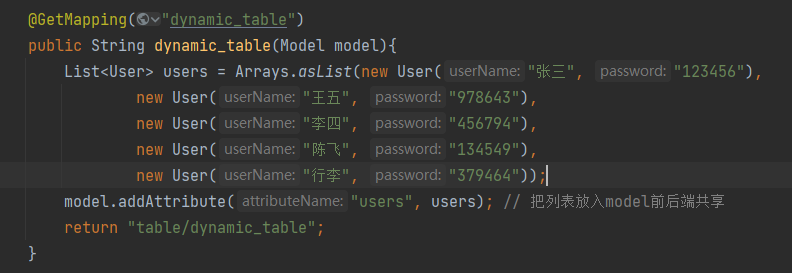 @GetMapping("dynamic_table")
public String dynamic_table(Model model){
List<User> users = Arrays.asList(new User( userName: "张三", password: "123456"),
new User( userName: "王五", password: "978643"),
new User( userName: "李四", password: "456794"),
new User( userName: "陈飞", password: "134549"),
new User( userName: "行李", password: "379464"));
model.addAttribute( attributeName: "users", users); // 把列表放入model前后端共享
return "table/dynamic_table";
}